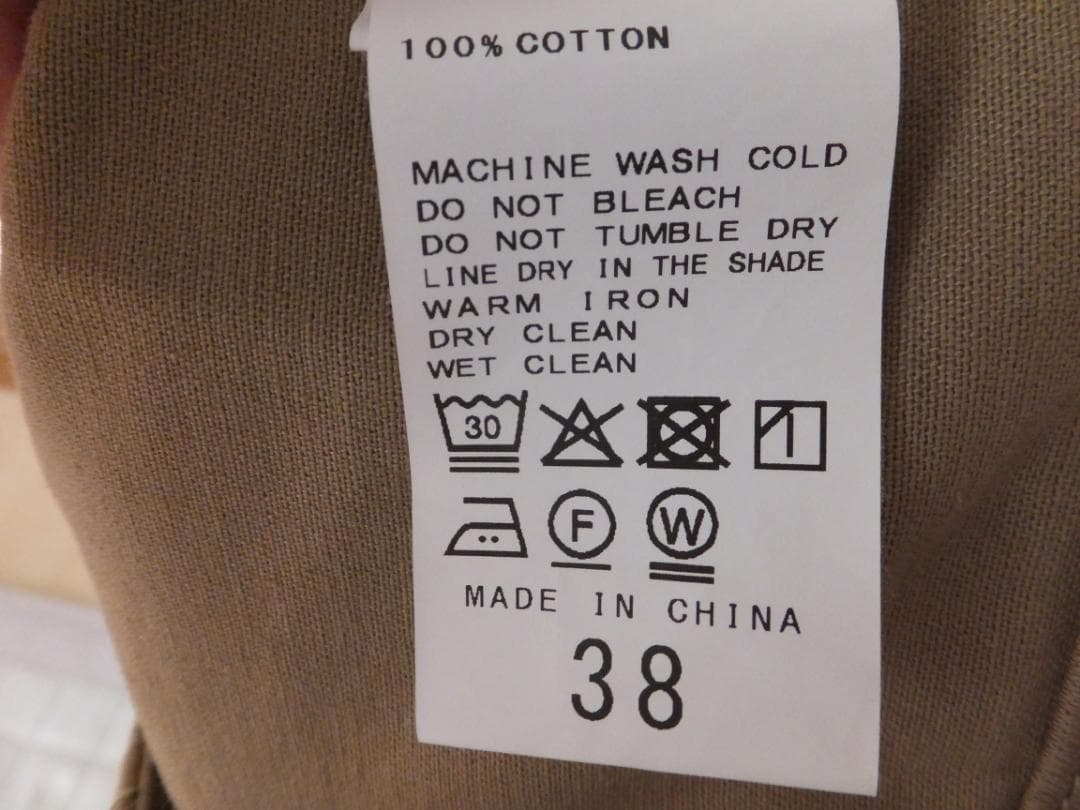 100% COTTON
MACHINE WASH COLD
DO NOT BLEACH
DO NOT TUMBLE DRY
LINE DRY IN THE SHADE
WARM IRON
DRY CLEAN
WET CLEAN
30
F W
MADE IN CHINA
38